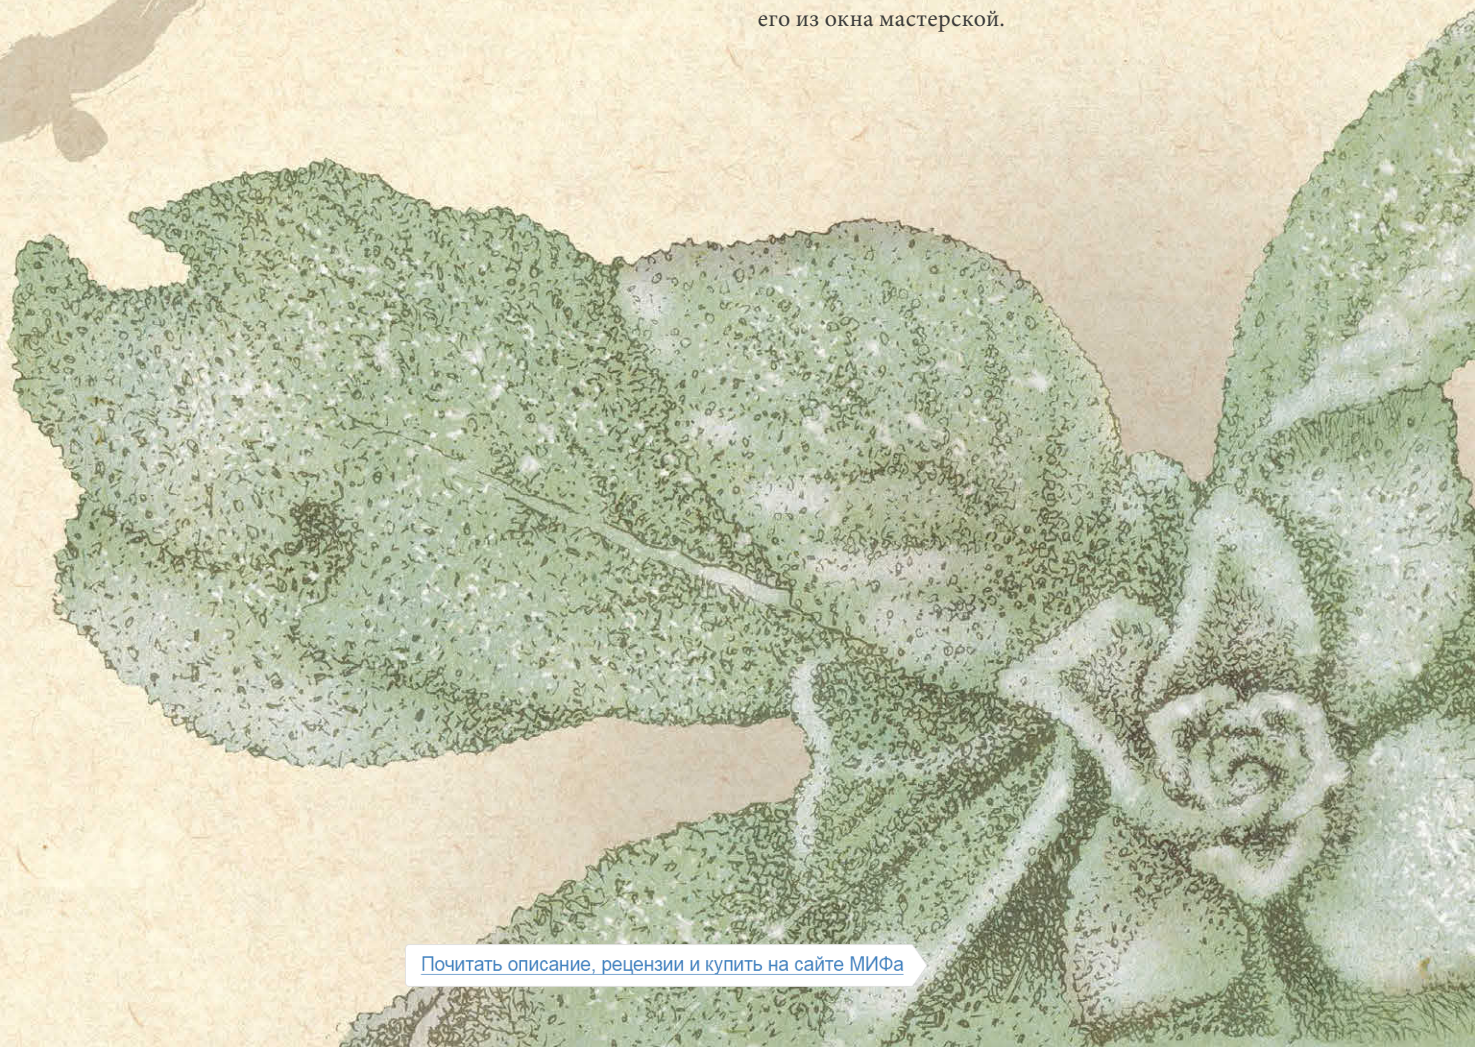 его из окна мастерской.
Почитать описание, рецензии и купить на сайте МИФа